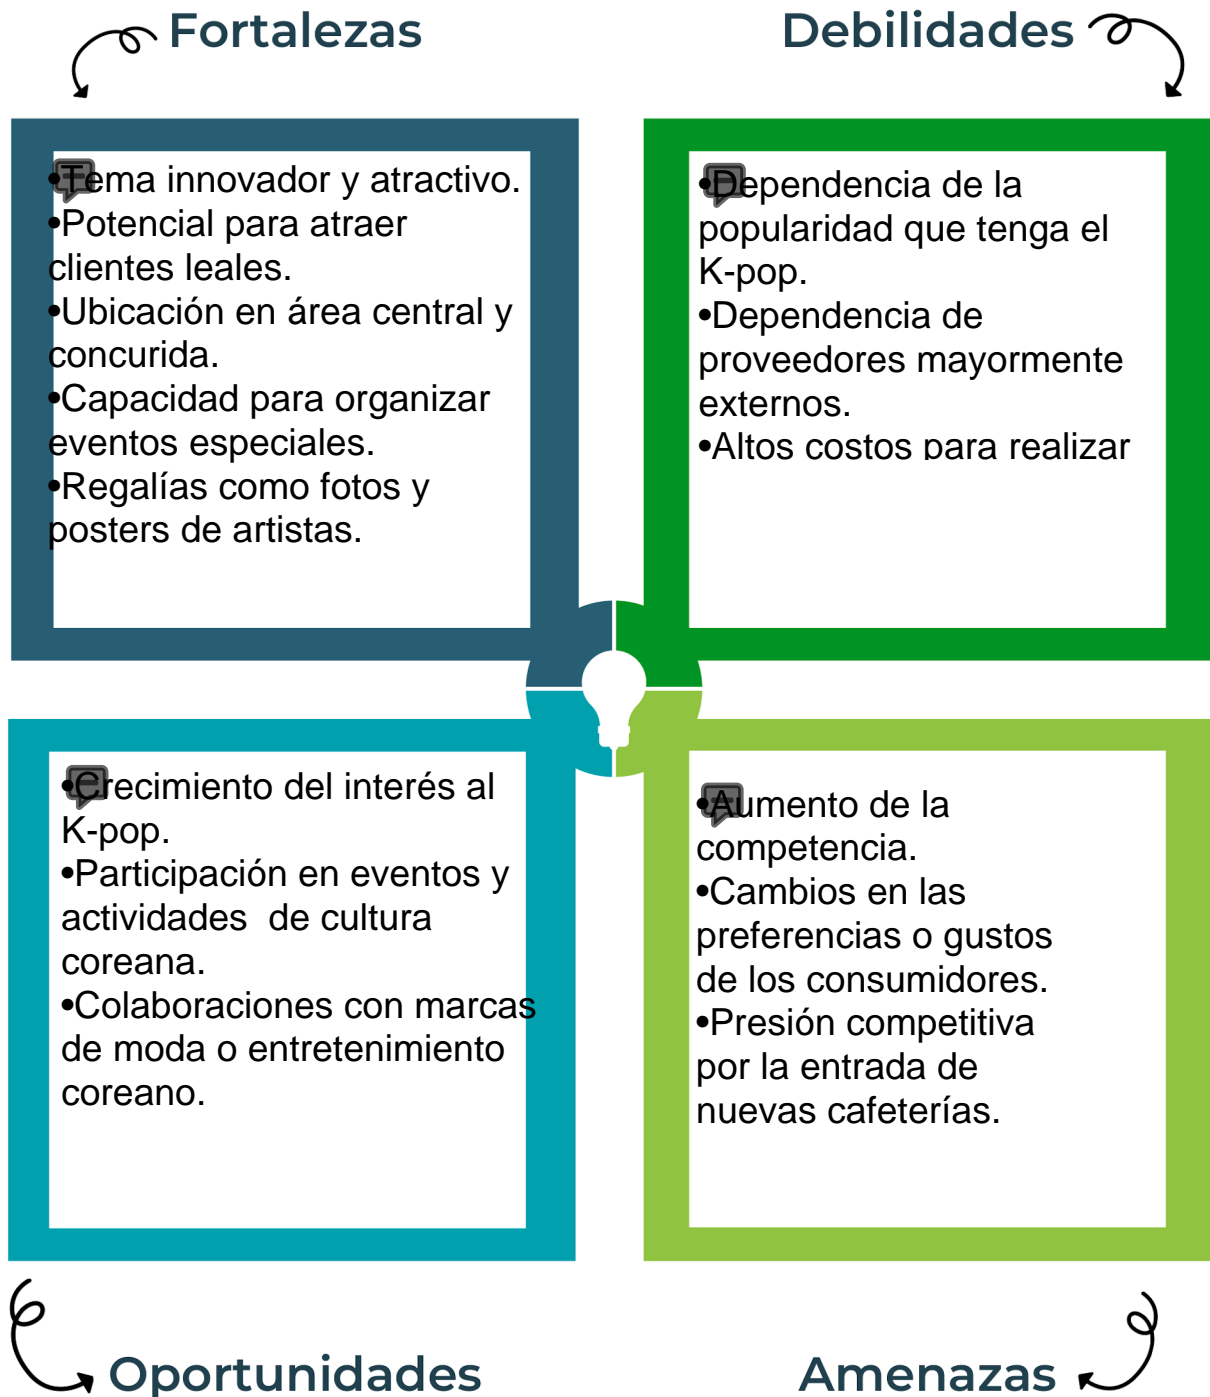 Fortalezas
•Tema innovador y atractivo.
•Potencial para atraer
clientes leales.
•Ubicación en área central y
concurida.
•Capacidad para organizar
eventos especiales.
•Regalías como fotos y
posters de artistas.
Debilidades
•Dependencia de la
popularidad que tenga el
K-pop.
•Dependencia de
proveedores mayormente
externos.
•Altos costos para realizar
•Crecimiento del interés al
K-pop.
•Participación en eventos y
actividades  de cultura
coreana.
•Colaboraciones con marcas
de moda o entretenimiento
coreano.
Oportunidades
•Aumento de la
competencia.
•Cambios en las
preferencias o gustos
de los consumidores.
•Presión competitiva
por la entrada de
nuevas cafeterías.
Amenazas